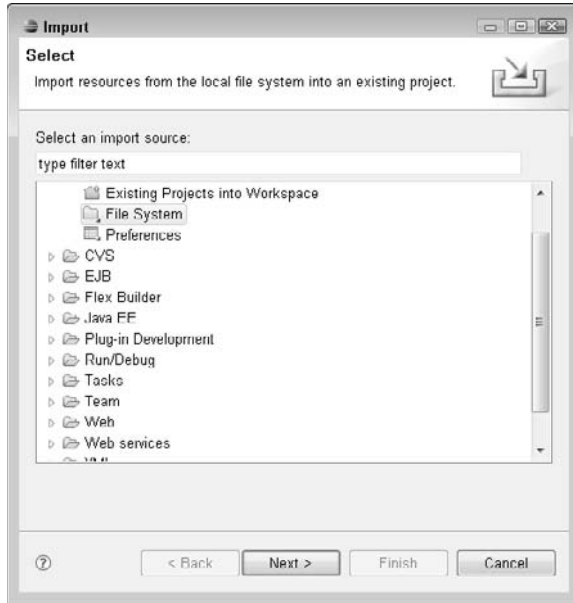 Import
Select
Import resources from the local file system into an existing project.
Select an import source:
type filter text
Existing Projects into Workspace
File System
Preferences
CVS
EJB
Flex Builder
Java EE
Plug-in Development
Run/Debug
Tasks
Team
Web
Web services
? < Back Next > Finish Cancel